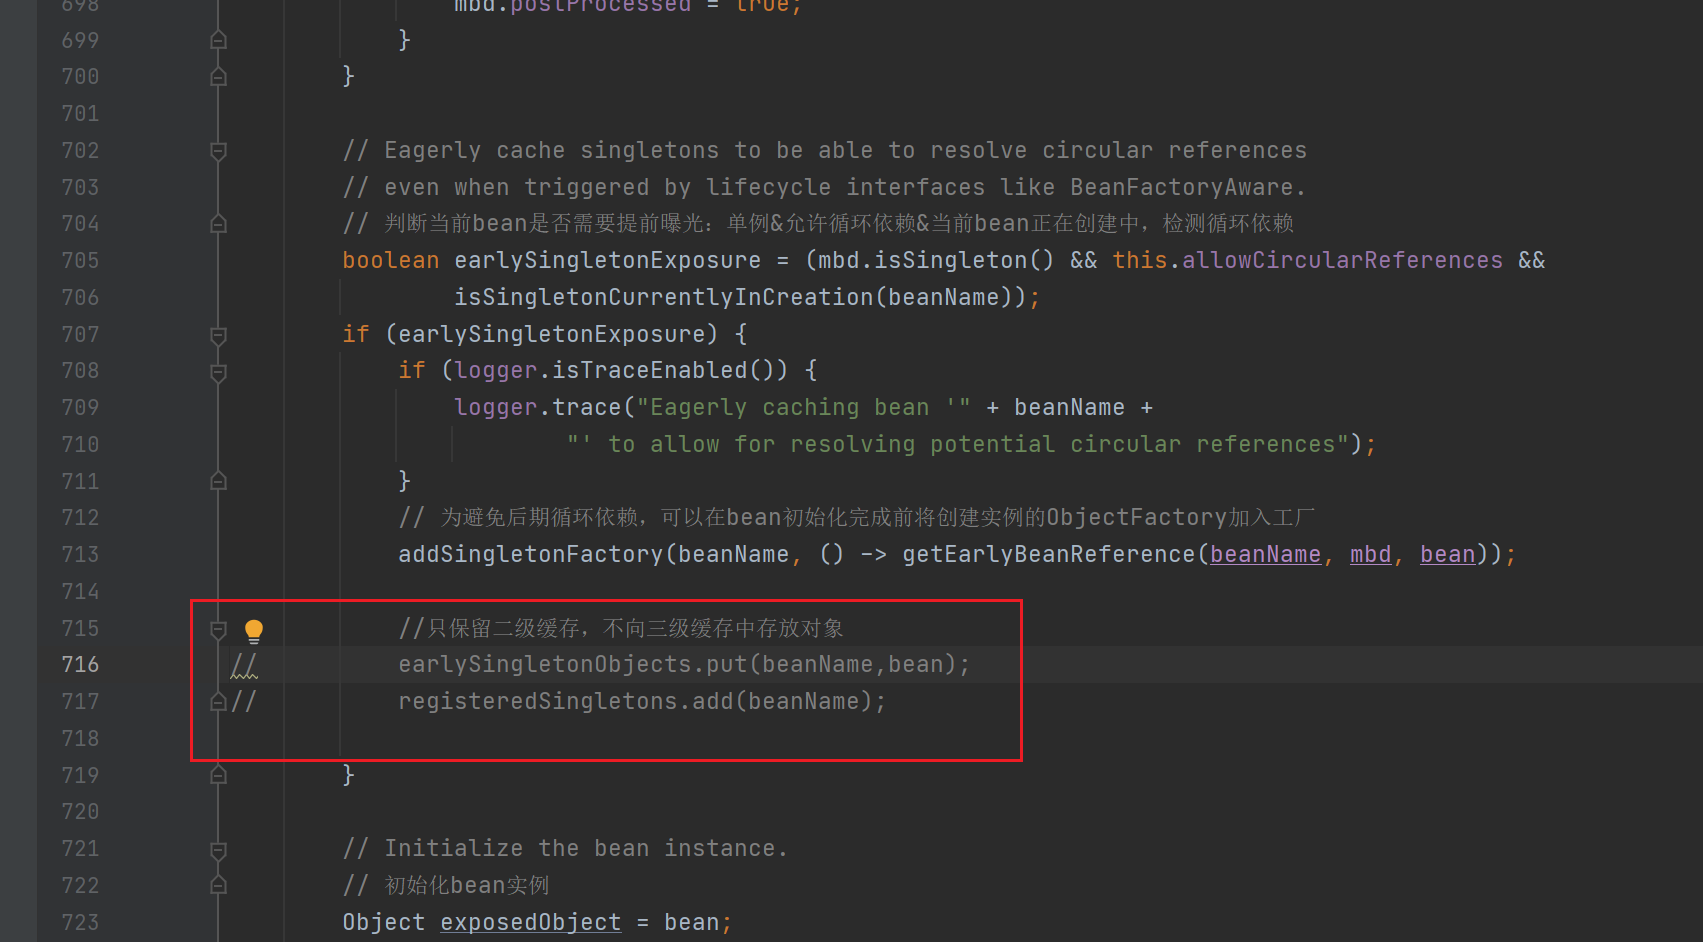 698 mbd.postProcessed = true;
699 }
700 }
701
702 // Eagerly cache singletons to be able to resolve circular references
703 // even when triggered by lifecycle interfaces like BeanFactoryAware.
704 // 判断当前bean是否需要提前曝光：单例&允许循环依赖&当前bean正在创建中，检测循环依赖
705 boolean earlySingletonExposure = (mbd.isSingleton() && this.allowCircularReferences &&
706 isSingletonCurrentlyInCreation(beanName));
707 if (earlySingletonExposure) {
708 if (logger.isTraceEnabled()) {
709 logger.trace("Eagerly caching bean '" + beanName +
710 "' to allow for resolving potential circular references");
711 }
712 // 为避免后期循环依赖，可以在bean初始化完成前将创建实例的ObjectFactory加入工厂
713 addSingletonFactory(beanName, () -> getEarlyBeanReference(beanName, mbd, bean));
714
715 //只保留二级缓存，不向三级缓存中存放对象
716 // earlySingletonObjects.put(beanName,bean);
717 // registeredSingletons.add(beanName);
718
719 }
720
721 // Initialize the bean instance.
722 // 初始化bean实例
723 Object exposedObject = bean;